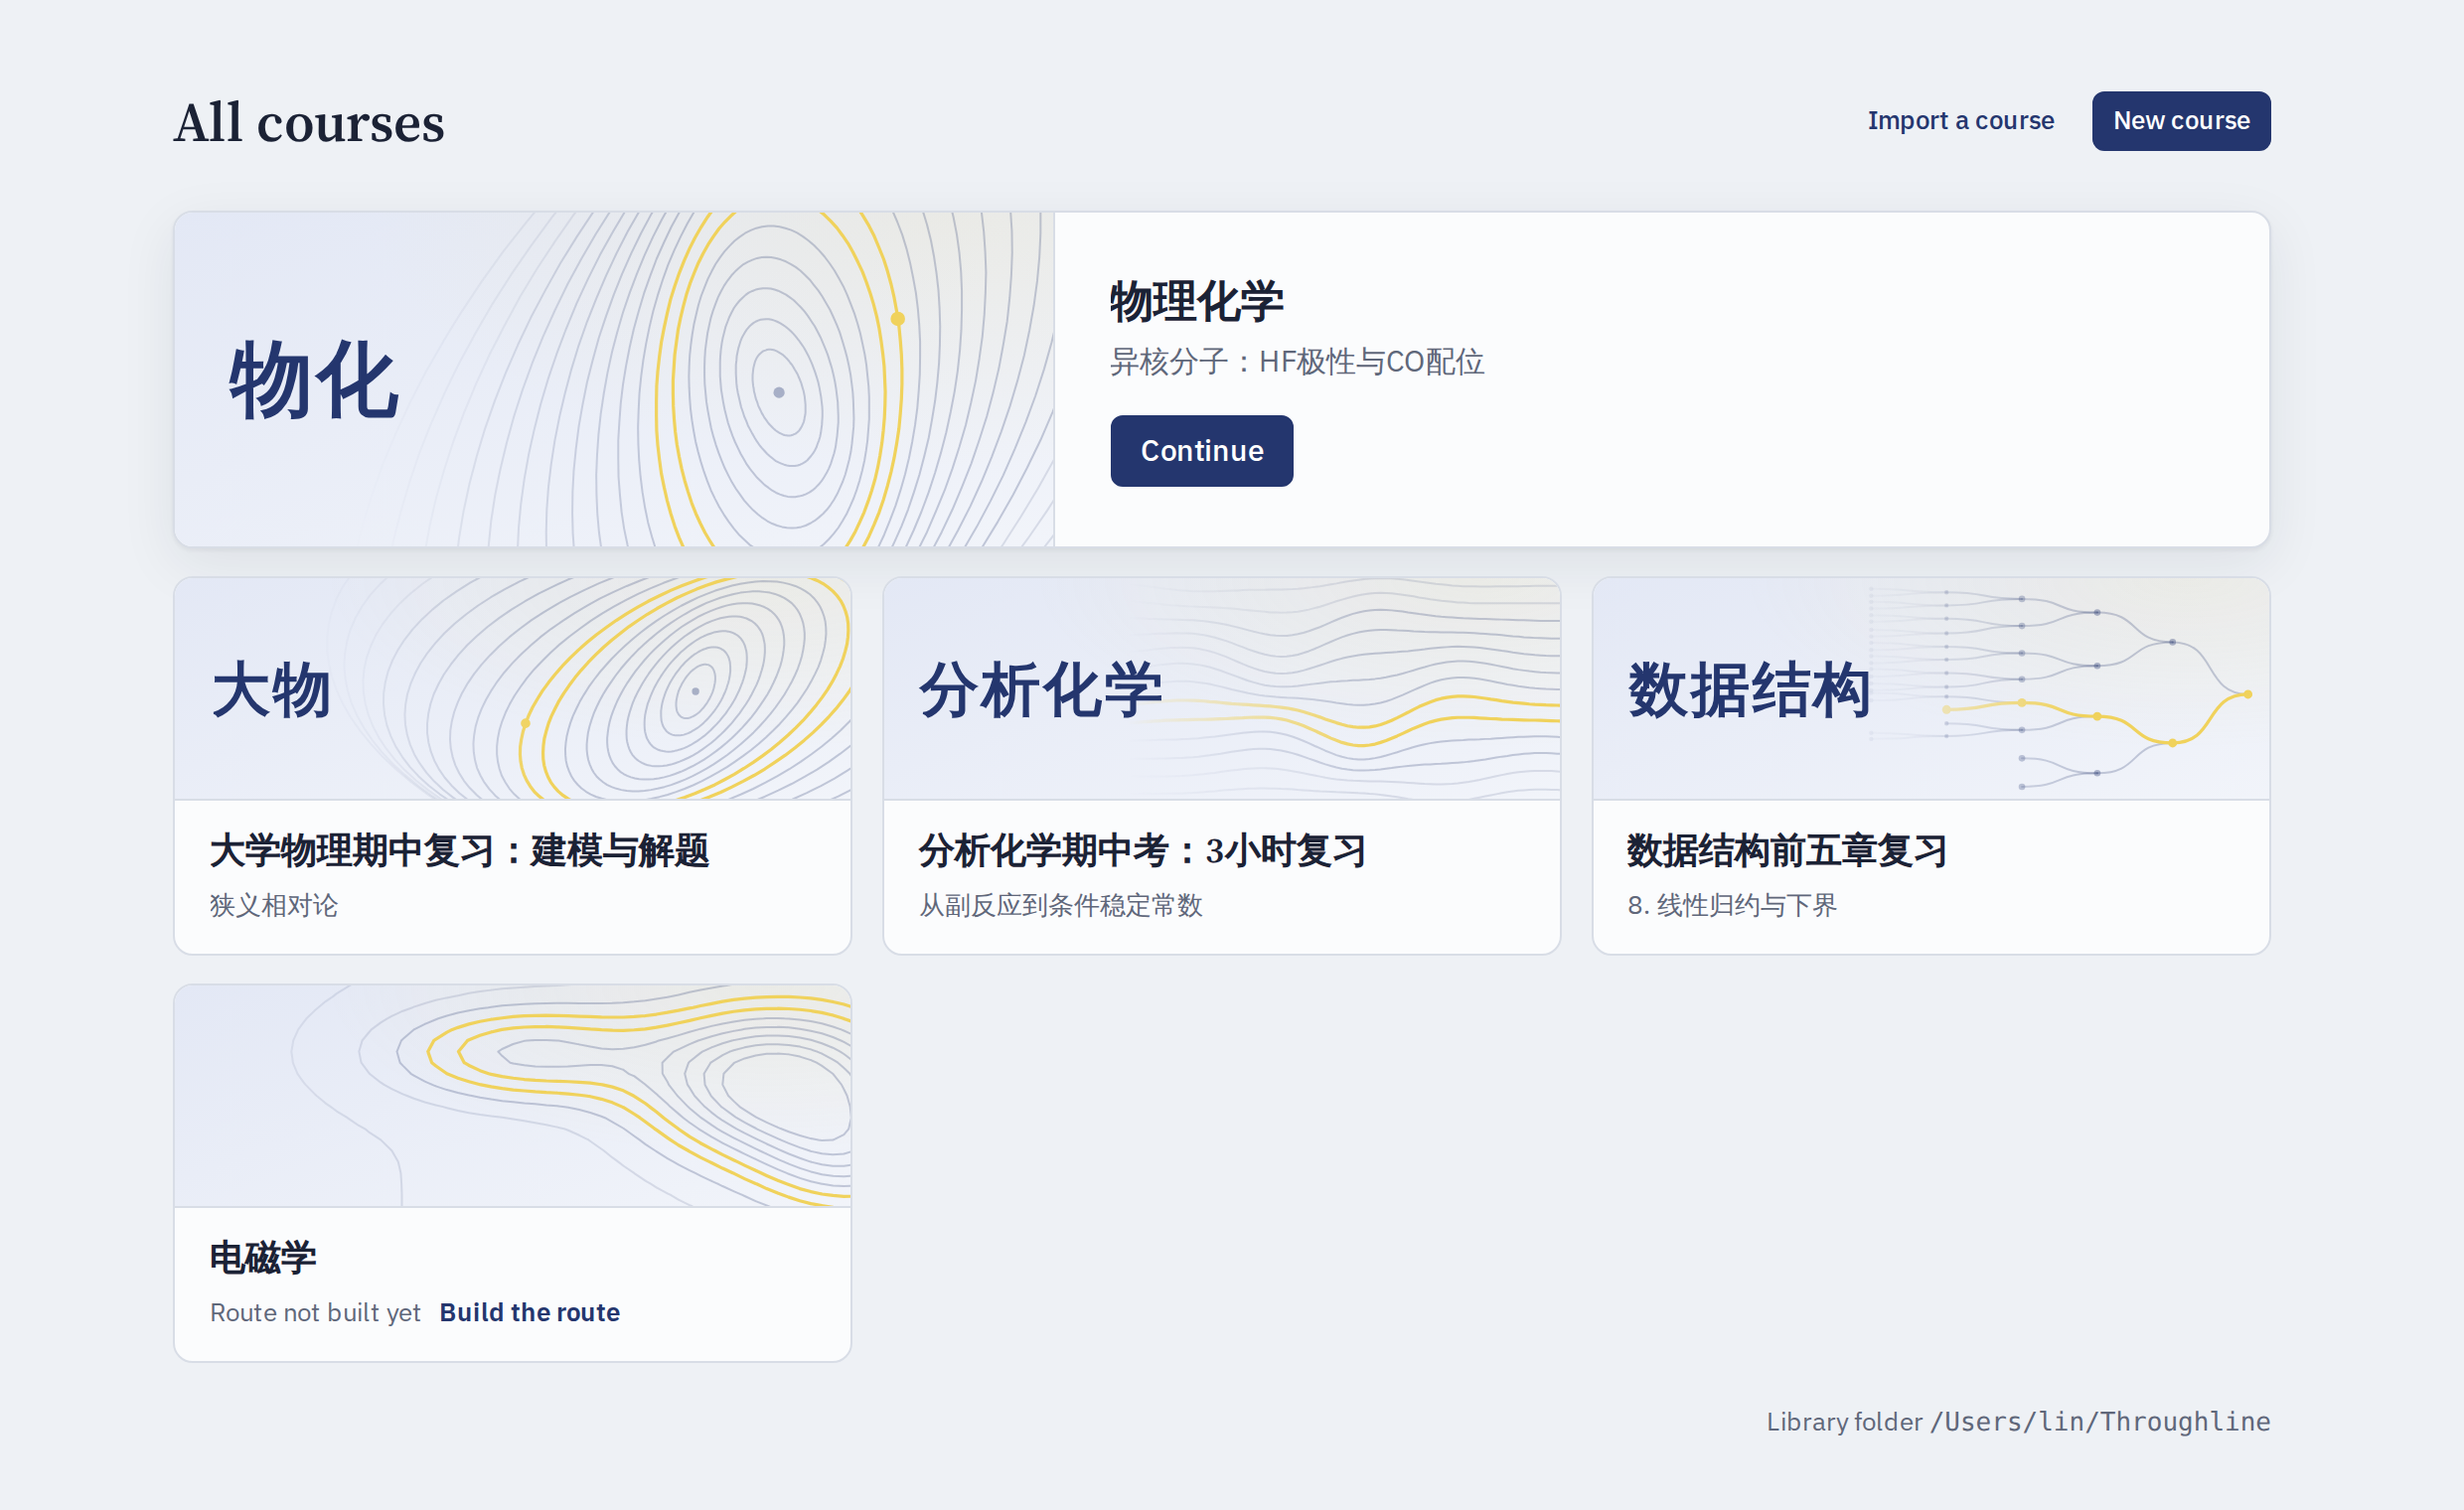 All courses
Import a course
New course
物化
物理化学
异核分子：HF极性与CO配位
Continue
大物
大学物理期中复习：建模与解题
狭义相对论
分析化学
分析化学期中考：3小时复习
从副反应到条件稳定常数
数据结构
数据结构前五章复习
8. 线性归约与下界
电磁学
Route not built yet Build the route
Library folder /Users/lin/Throughline